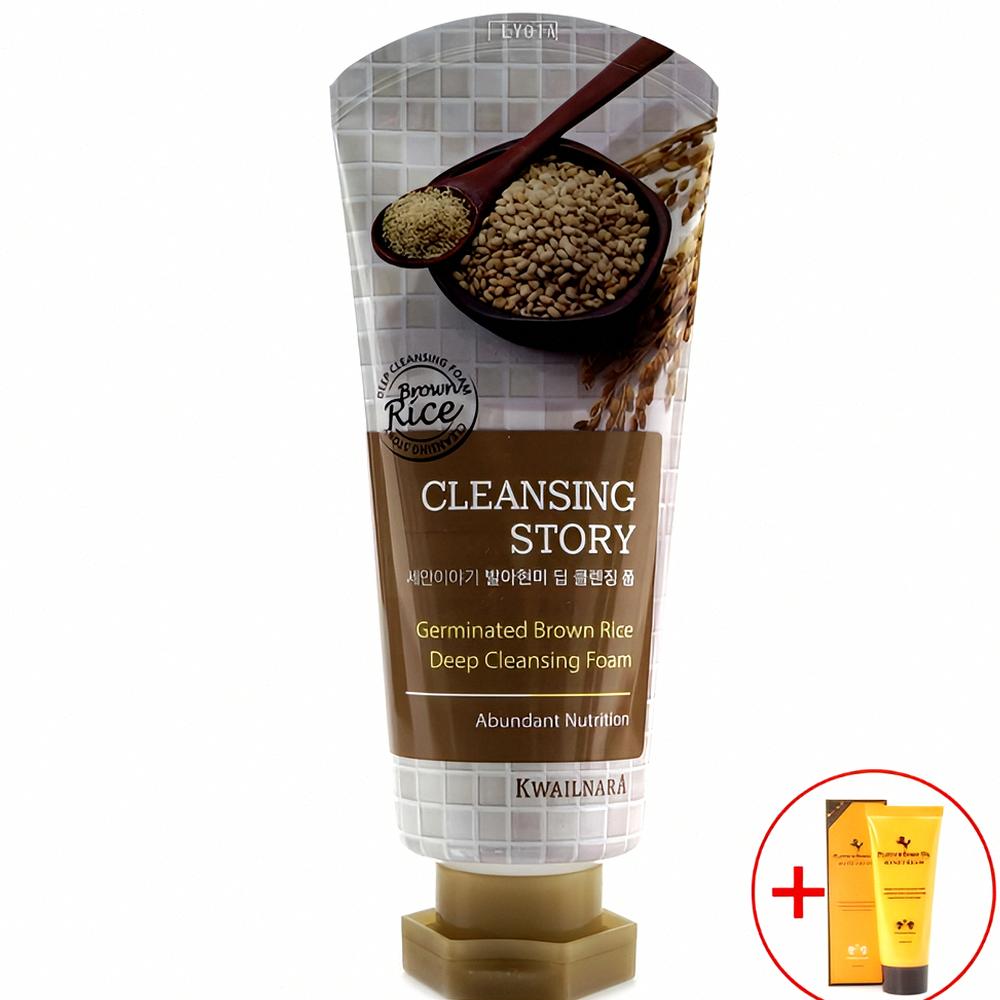 LY01A
DEEP CLEANSING FOAM
Brown
Rice
CLEANSING STORY
CLEANSING
STORY
세안이야기 발아현미 딥 클렌징 폼
Germinated Brown Rice
Deep Cleansing Foam
Abundant Nutrition
KWAILNARA
+